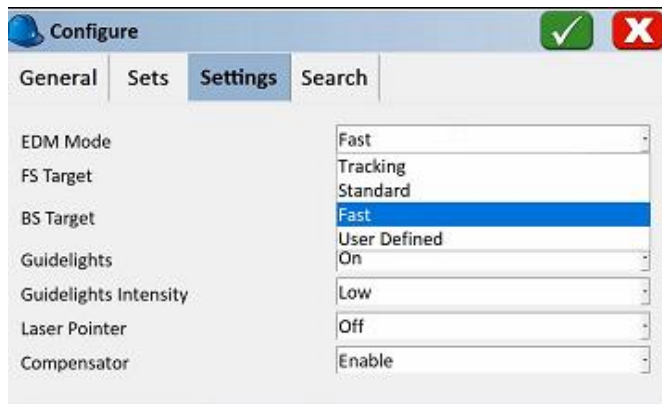 Configure
General Sets Settings Search
EDM Mode Fast
FS Target Tracking
Standard
BS Target Fast
User Defined
Guidelights On
Guidelights Intensity Low
Laser Pointer Off
Compensator Enable